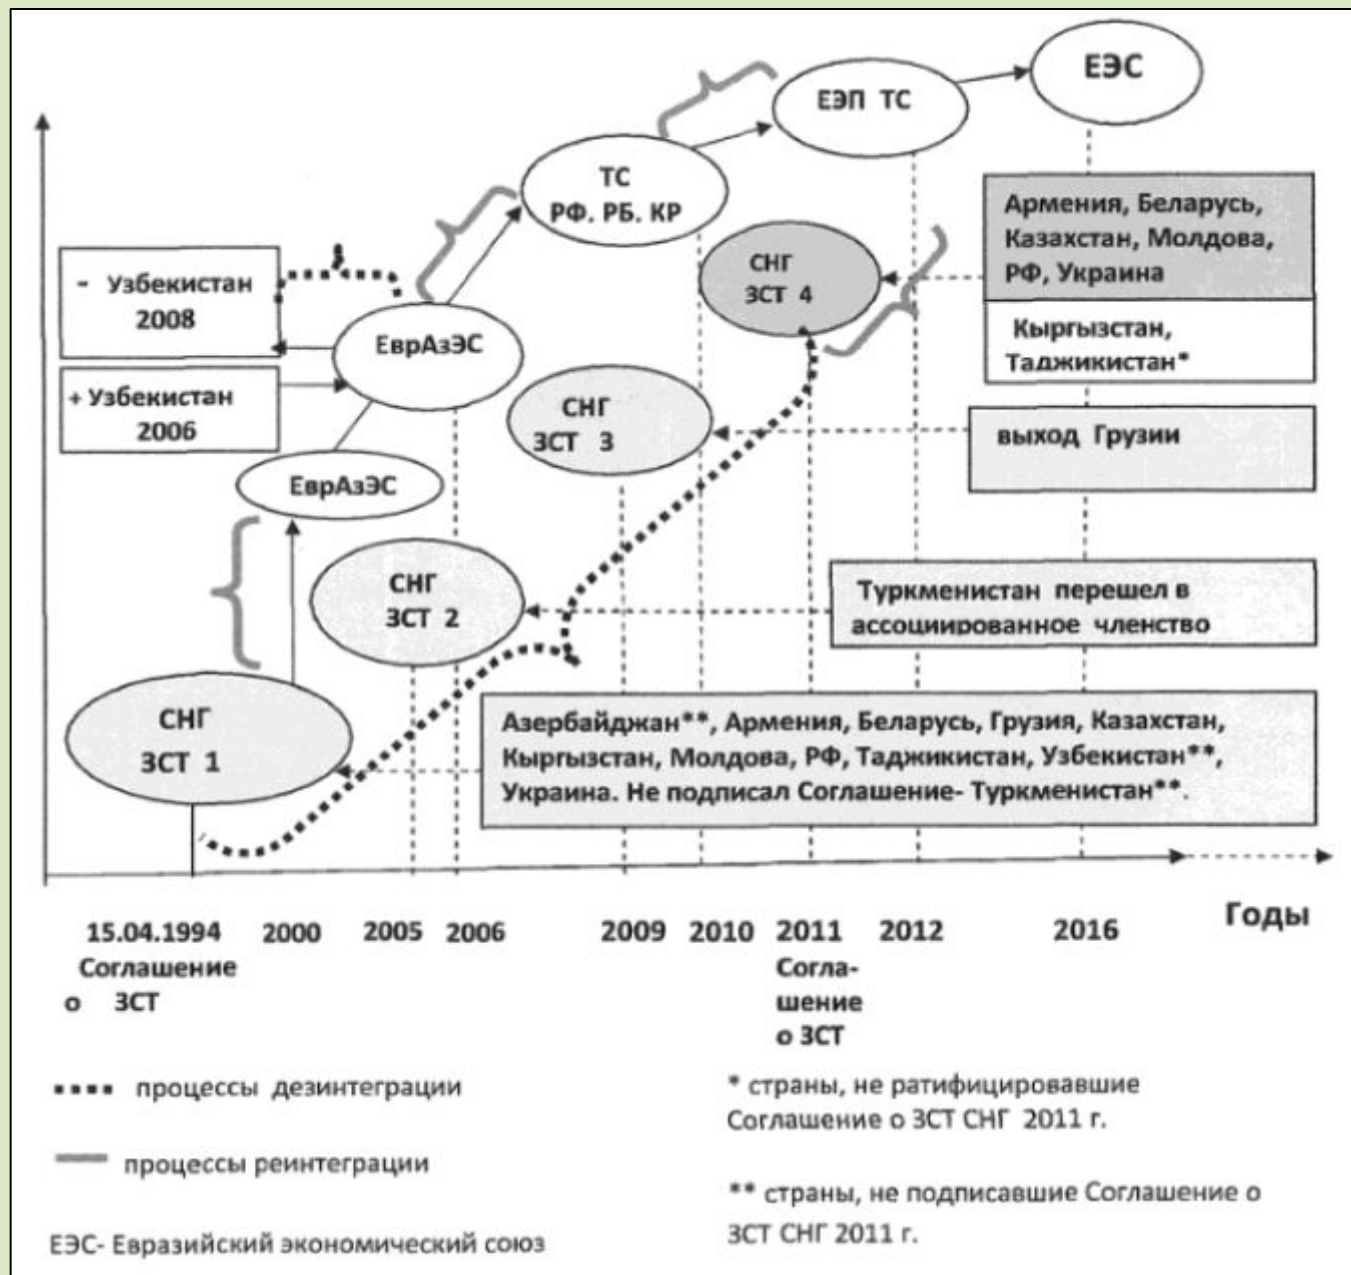 ЕЭС
ЕЭП ТС
ТС
РФ. РБ. КР
Армения, Беларусь,
Казахстан, Молдова,
РФ, Украина
Кыргызстан,
Таджикистан*
СНГ
ЗСТ 4
- Узбекистан
2008
ЕврАзЭС
+ Узбекистан
2006
СНГ
ЗСТ 3
выход Грузии
ЕврАзЭС
СНГ
ЗСТ 2
Туркменистан перешел в
ассоциированное членство
СНГ
ЗСТ 1
Азербайджан**, Армения, Беларусь, Грузия, Казахстан,
Кыргызстан, Молдова, РФ, Таджикистан, Узбекистан**,
Украина. Не подписал Соглашение- Туркменистан**.
Годы
15.04.1994 2000 2005 2006 2009 2010 2011 2012 2016
Соглашение
о ЗСТ
Согла-
шение
о ЗСТ
процессы дезинтеграции
процессы реинтеграции
ЕЭС- Евразийский экономический союз
* страны, не ратифицировавшие
Соглашение о ЗСТ СНГ 2011 г.
** страны, не подписавшие Соглашение о
ЗСТ СНГ 2011 г.